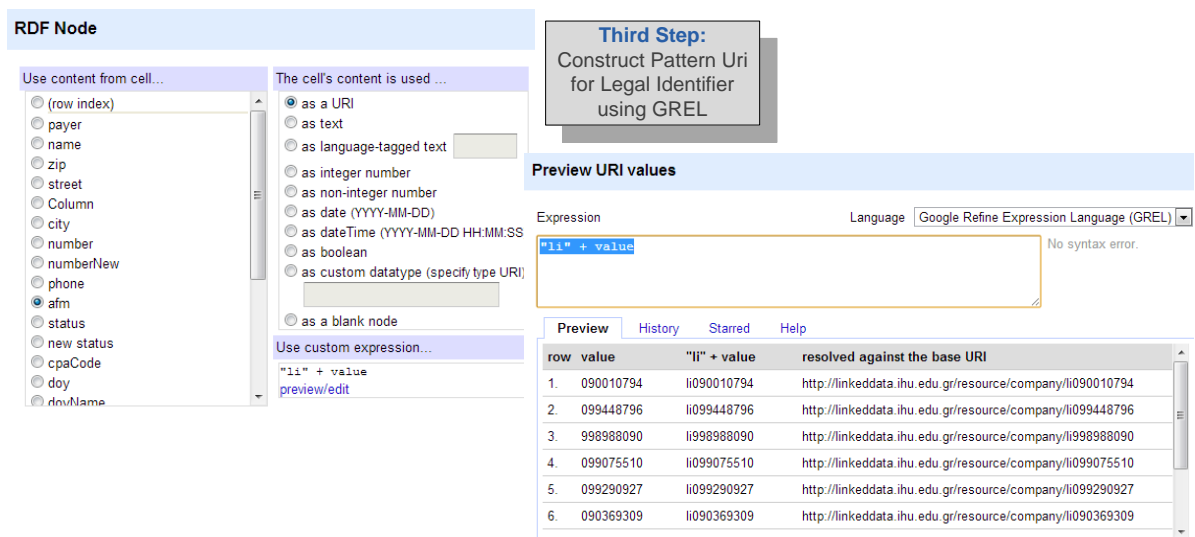 RDF Node
Use content from cell...
(row index)
payer
name
zip
street
Column
city
number
numberNew
phone
afm
status
new status
cpaCode
doy
doyName
The cell's content is used ...
as a URI
as text
as language-tagged text
as integer number
as non-integer number
as date (YYYY-MM-DD)
as dateTime (YYYY-MM-DD HH:MM:SS
as boolean
as custom datatype (specify type URI)
as a blank node
Use custom expression...
"li" + value
preview/edit
Third Step:
Construct Pattern Uri
for Legal Identifier
using GREL
Preview URI values
Expression
Language Google Refine Expression Language (GREL)
"li" + value
No syntax error.
Preview History Starred Help
row value "li" + value resolved against the base URI
1. 090010794 li090010794 http://linkeddata.ihu.edu.gr/resource/company/li090010794
2. 099448796 li099448796 http://linkeddata.ihu.edu.gr/resource/company/li099448796
3. 998988090 li998988090 http://linkeddata.ihu.edu.gr/resource/company/li998988090
4. 099075510 li099075510 http://linkeddata.ihu.edu.gr/resource/company/li099075510
5. 099290927 li099290927 http://linkeddata.ihu.edu.gr/resource/company/li099290927
6. 090369309 li090369309 http://linkeddata.ihu.edu.gr/resource/company/li090369309